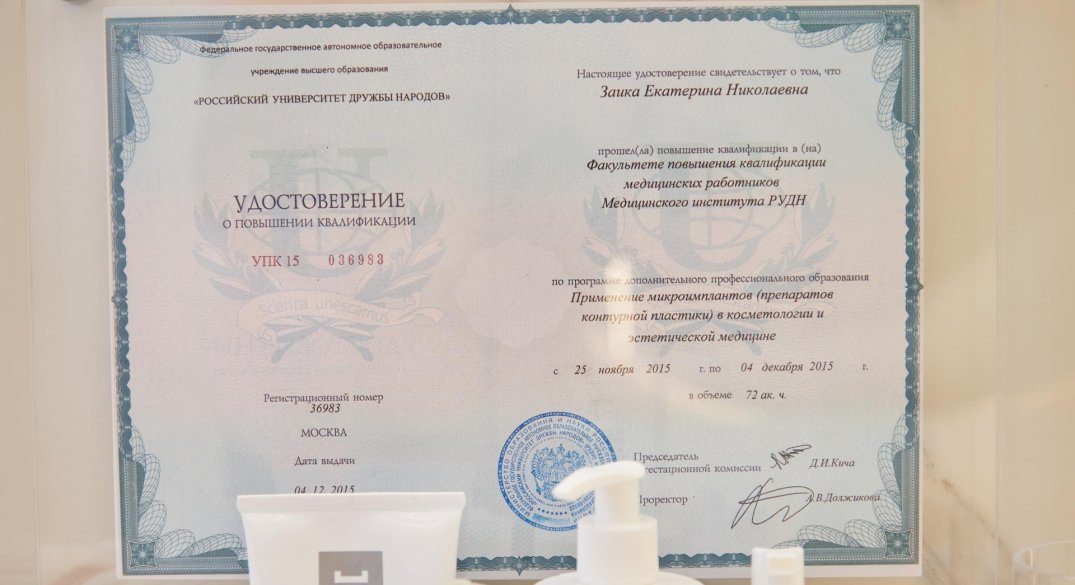 Федеральное государственное автономное образовательное
учреждение высшего образования
«РОССИЙСКИЙ УНИВЕРСИТЕТ ДРУЖБЫ НАРОДОВ»
УДОСТОВЕРЕНИЕ
О ПОВЫШЕНИИ КВАЛИФИКАЦИИ
УПК 15 036983
Scientia unescamus
Регистрационный номер
36983
МОСКВА
Дата выдачи
04.12.2015
Настоящее удостоверение свидетельствует о том, что
Заика Екатерина Николаевна
прошел(ла) повышение квалификации в (на)
Факультете повышения квалификации
медицинских работников
Медицинского института РУДН
по программе дополнительного профессионального образования
Применение микроимплантов (препаратов
контурной пластики) в косметологии и
эстетической медицине
с 25 ноября 2015 г. по 04 декабря 2015 г.
в объеме 72 ак. ч.
Председатель
комиссии Д.И.Кича
А.В.Должикова